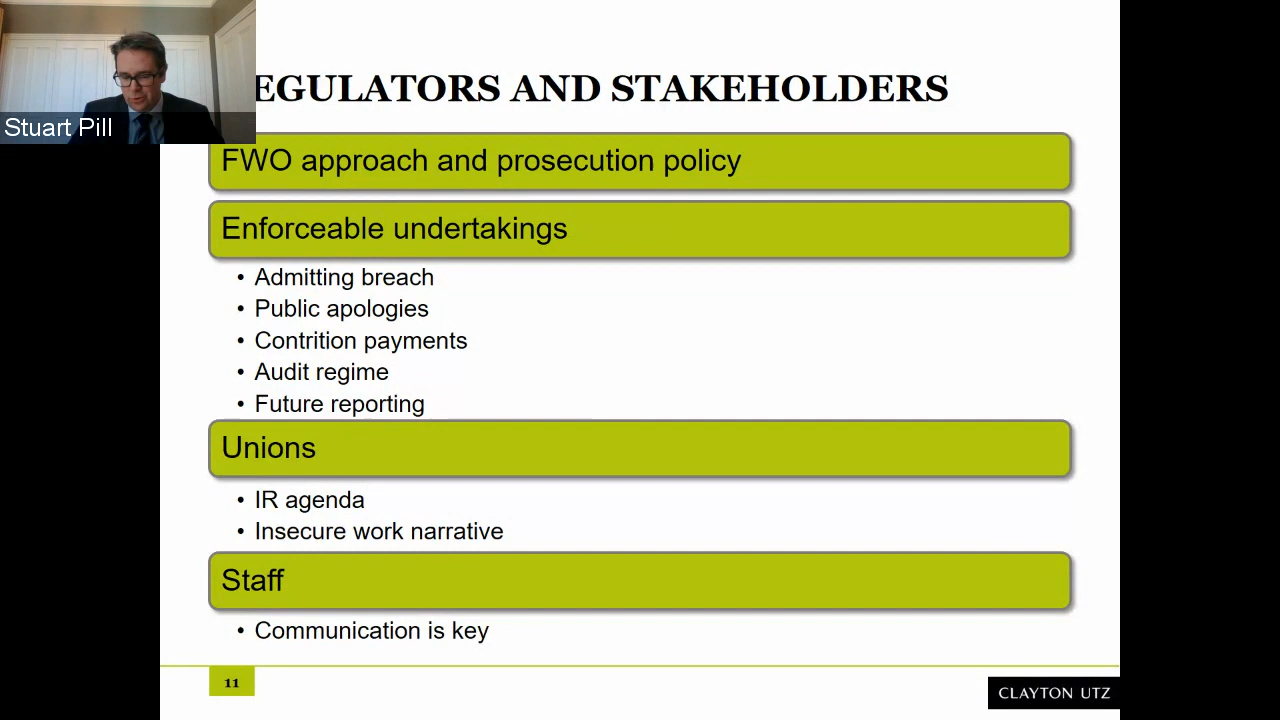 Stuart Pill
EGULATORS AND STAKEHOLDERS
FWO approach and prosecution policy
Enforceable undertakings
• Admitting breach
• Public apologies
• Contrition payments
• Audit regime
• Future reporting
Unions
• IR agenda
• Insecure work narrative
Staff
• Communication is key
11
CLAYTON UTZ